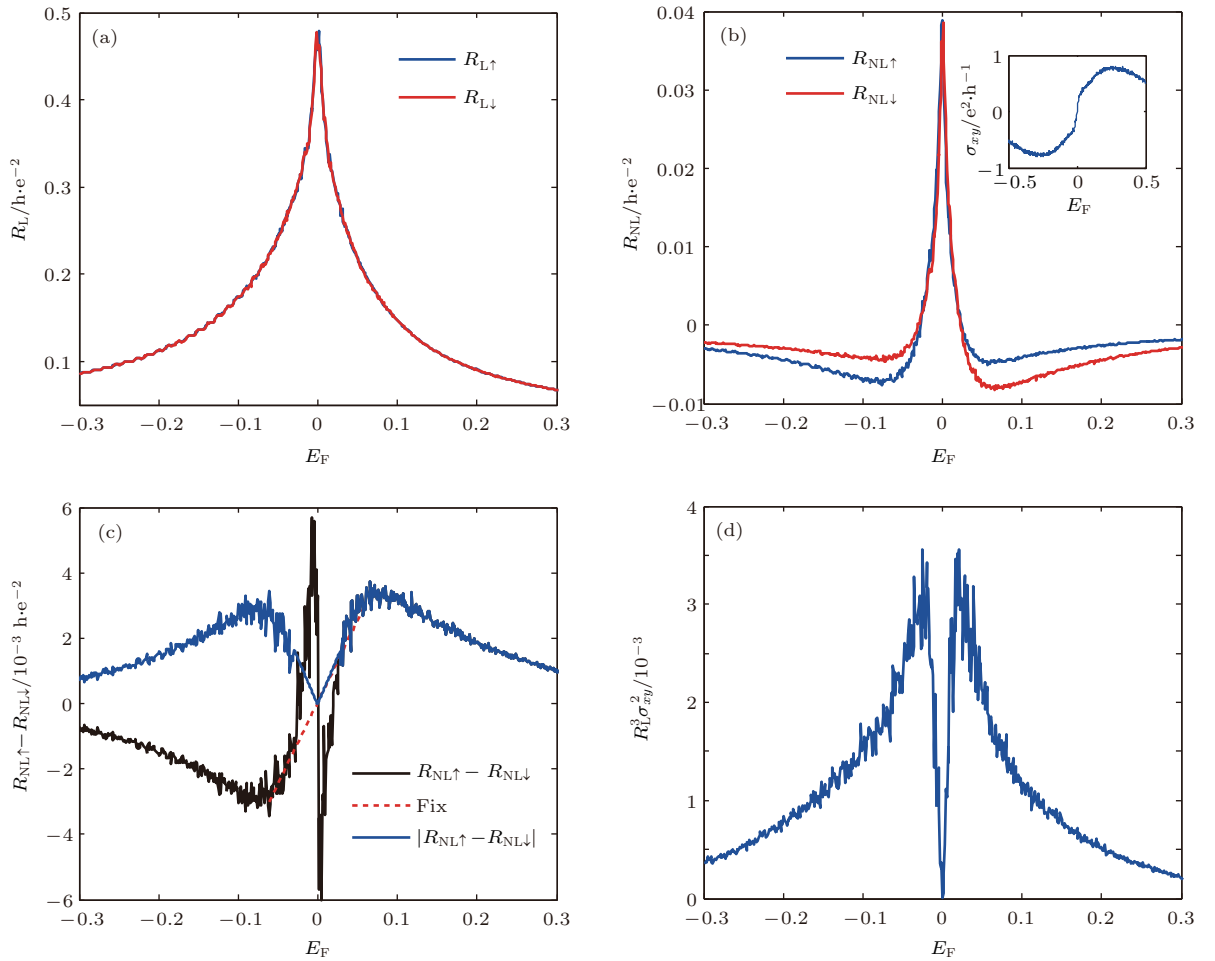 (a)
R_L↑
R_L↓
0.5
0.4
0.3
0.2
0.1
R_L/h·e⁻²
−0.3 −0.2 −0.1 0 0.1 0.2 0.3
E_F
(b)
R_NL↑
R_NL↓
0.04
0.03
0.02
0.01
0
−0.01
R_NL/h·e⁻²
−0.3 −0.2 −0.1 0 0.1 0.2 0.3
E_F
1
0
−1
σ_xy/e²·h⁻¹
−0.5 0 0.5
E_F
(c)
6
4
2
0
−2
−4
−6
R_NL↑−R_NL↓/10⁻³ h·e⁻²
R_NL↑− R_NL↓
Fix
|R_NL↑−R_NL↓|
−0.3 −0.2 −0.1 0 0.1 0.2 0.3
E_F
(d)
4
3
2
1
0
R_L³σ_xy²/10⁻³
−0.3 −0.2 −0.1 0 0.1 0.2 0.3
E_F